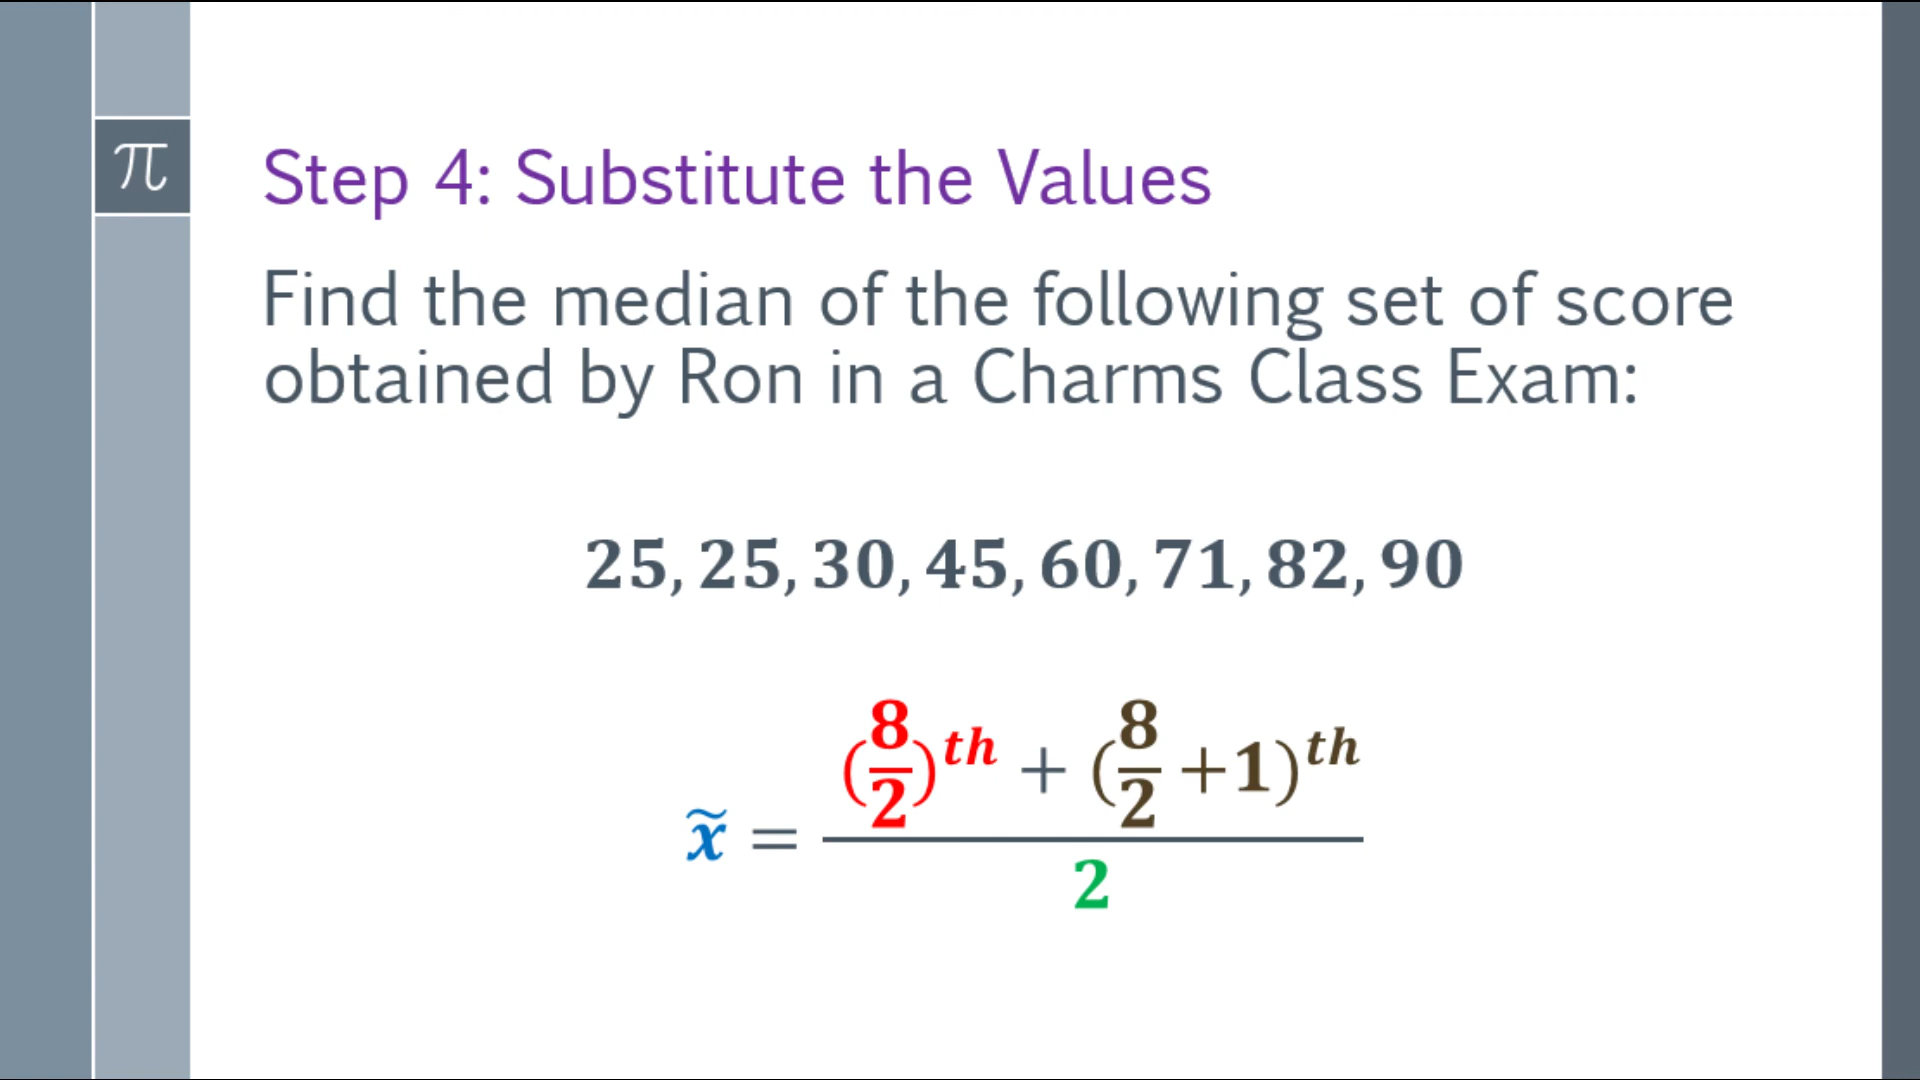 π
Step 4: Substitute the Values
Find the median of the following set of score
obtained by Ron in a Charms Class Exam:
25, 25, 30, 45, 60, 71, 82, 90
x̃ = ((8/2)^th + (8/2 +1)^th) / 2